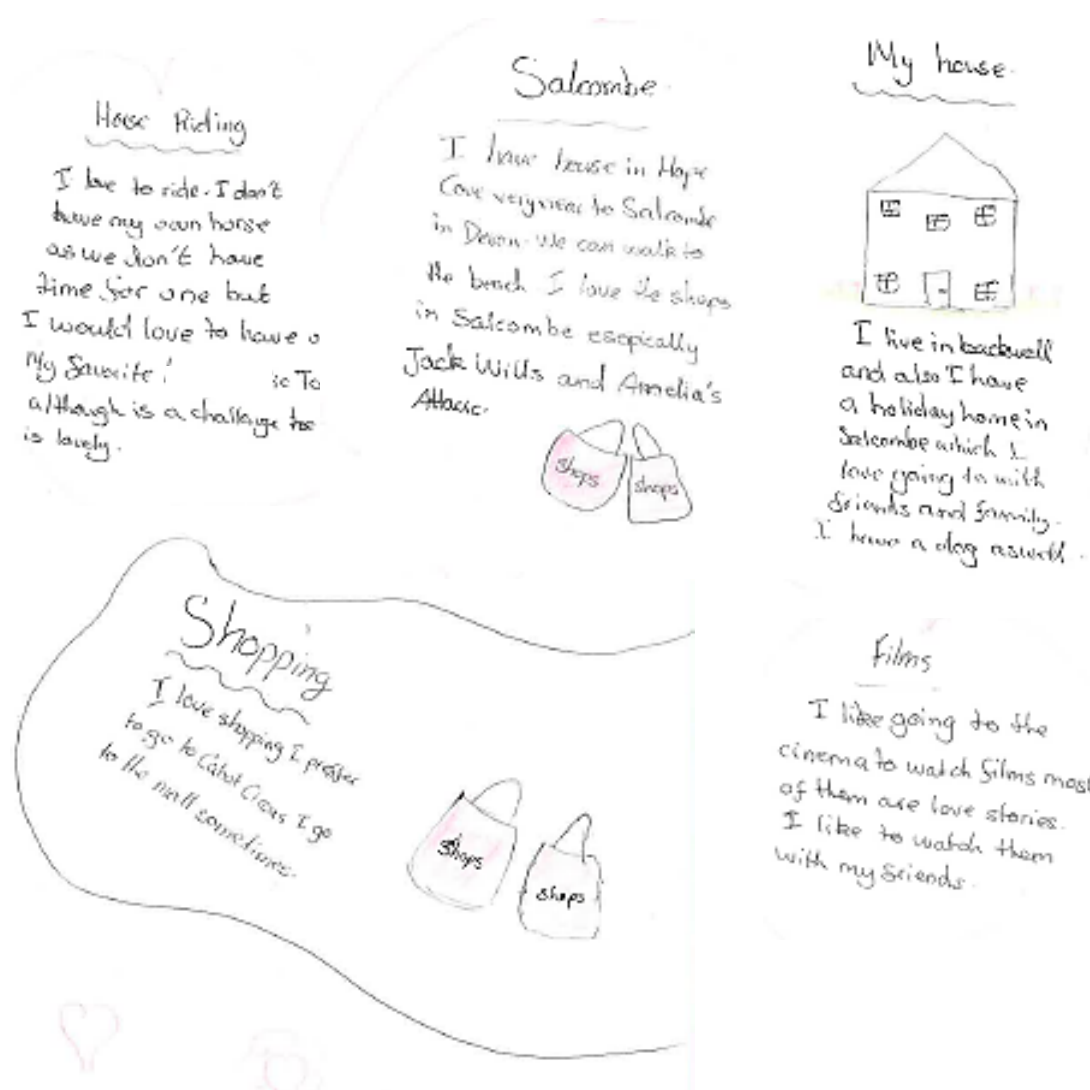 Horse Riding
I love to ride. I don't
have my own horse
as we don't have
time for one but
I would love to have a
My favorite
is To
although is a challenge too
is lovely.
Salcombe
I have house in Hope
Cove very near to Salcombe
in Devon. We can walk to
the beach I love the shops
in Salcombe esepically
Jack Wills and Amelia's
Attacic.
shops
shops
My house.
I live in backwell
and also I have
a holiday home in
Salcombe which I
love going to with
friends and family.
I have a dog aswell.
Shopping
I love shopping I preffer
to go to Cabot Circus I go
to the mall sometimes.
shops
shops
films
I like going to the
cinema to watch films most
of them are love stories.
I like to watch them
with my friends.